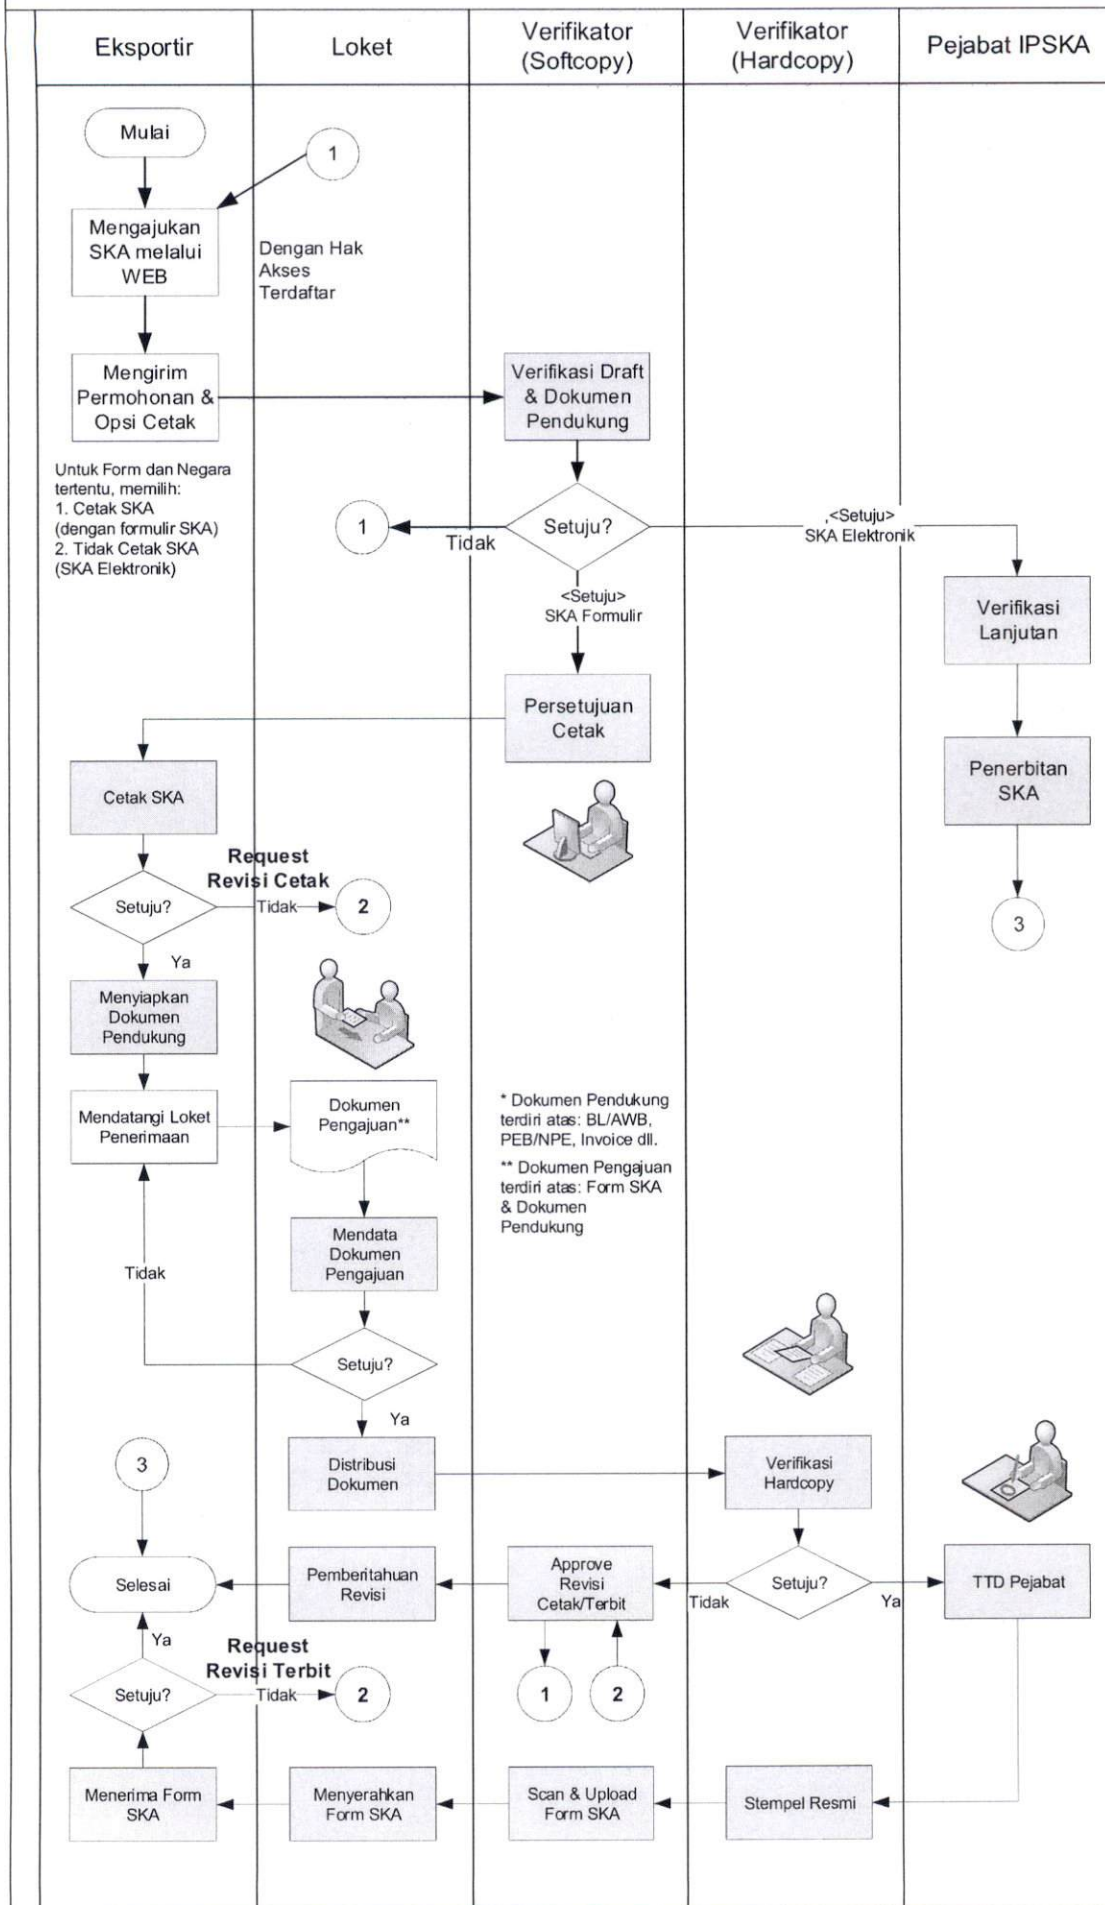 Eksportir
Loket
Verifikator
(Softcopy)
Verifikator
(Hardcopy)
Pejabat IPSKA
Mulai
1
Mengajukan
SKA melalui
WEB
Dengan Hak
Akses
Terdaftar
Mengirim
Permohonan &
Opsi Cetak
Verifikasi Draft
& Dokumen
Pendukung
Untuk Form dan Negara
tertentu, memilih:
1. Cetak SKA
(dengan formulir SKA)
2. Tidak Cetak SKA
(SKA Elektronik)
1
Tidak
Setuju?
,<Setuju>
SKA Elektronik
<Setuju>
SKA Formulir
Verifikasi
Lanjutan
Persetujuan
Cetak
Cetak SKA
Penerbitan
SKA
Request
Revisi Cetak
Setuju?
Tidak
2
3
Ya
Menyiapkan
Dokumen
Pendukung
Mendatangi Loket
Penerimaan
Dokumen
Pengajuan**
* Dokumen Pendukung
terdiri atas: BL/AWB,
PEB/NPE, Invoice dll.
** Dokumen Pengajuan
terdiri atas: Form SKA
& Dokumen
Pendukung
Mendata
Dokumen
Pengajuan
Tidak
Setuju?
Ya
3
Distribusi
Dokumen
Verifikasi
Hardcopy
Selesai
Pemberitahuan
Revisi
Approve
Revisi
Cetak/Terbit
Tidak
Setuju?
Ya
TTD Pejabat
Ya
Request
Revisi Terbit
Setuju?
Tidak
2
1
2
Menerima Form
SKA
Menyerahkan
Form SKA
Scan & Upload
Form SKA
Stempel Resmi